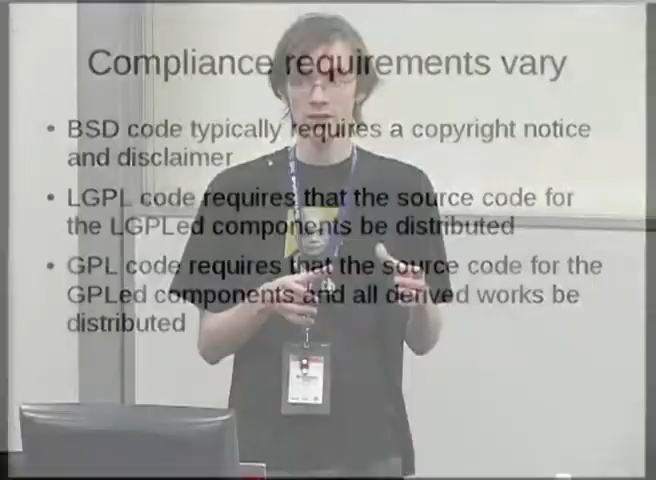 Compliance requirements vary
• BSD code typically requires a copyright notice
and disclaimer
• LGPL code requires that the source code for
the LGPLed components be distributed
• GPL code requires that the source code for the
GPLed components and all derived works be
distributed